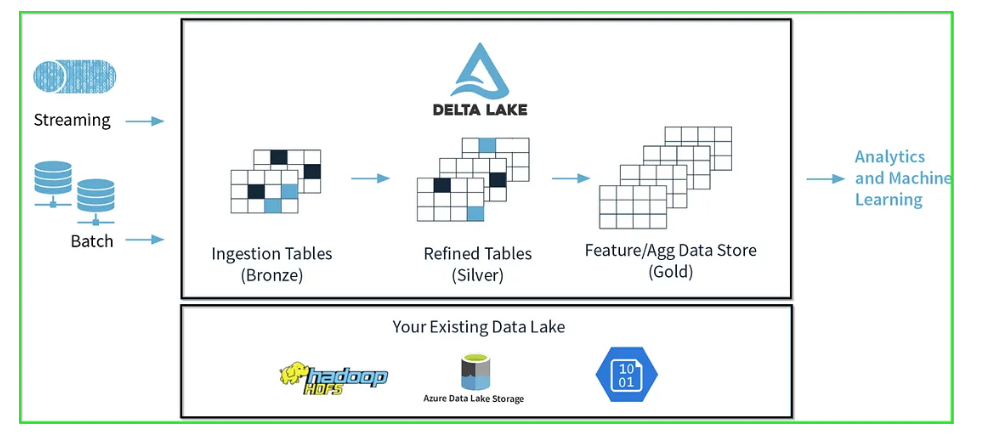 DELTA LAKE
Streaming
Batch
Ingestion Tables
(Bronze)
Refined Tables
(Silver)
Feature/Agg Data Store
(Gold)
Analytics
and Machine
Learning
Your Existing Data Lake
hadoop
HDFS
Azure Data Lake Storage
10
01